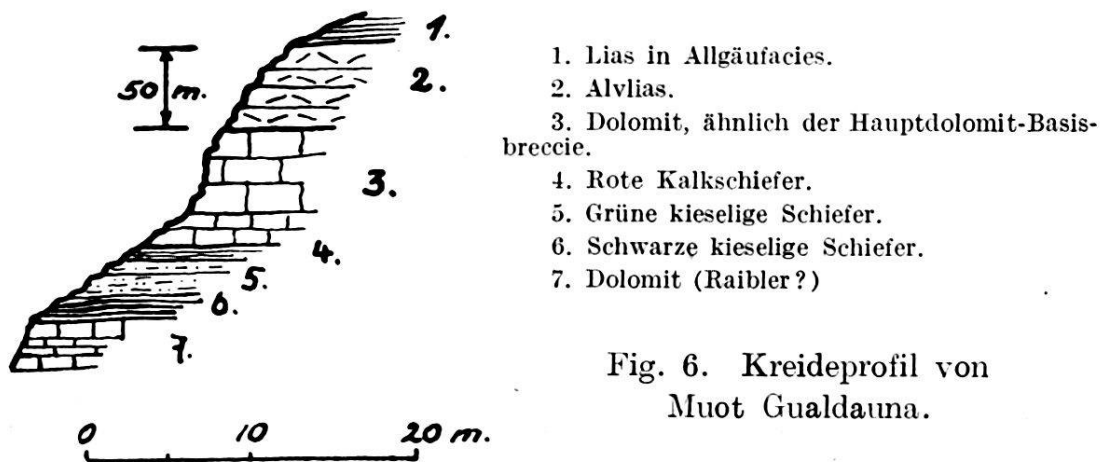 1.
50 m.
2.
3.
4.
5.
6.
7.
0 10 20 m.
1. Lias in Allgäufacies.
2. Alvlias.
3. Dolomit, ähnlich der Hauptdolomit-Basis-
breccie.
4. Rote Kalkschiefer.
5. Grüne kieselige Schiefer.
6. Schwarze kieselige Schiefer.
7. Dolomit (Raibler?)
Fig. 6. Kreideprofil von
Muot Gualdauna.